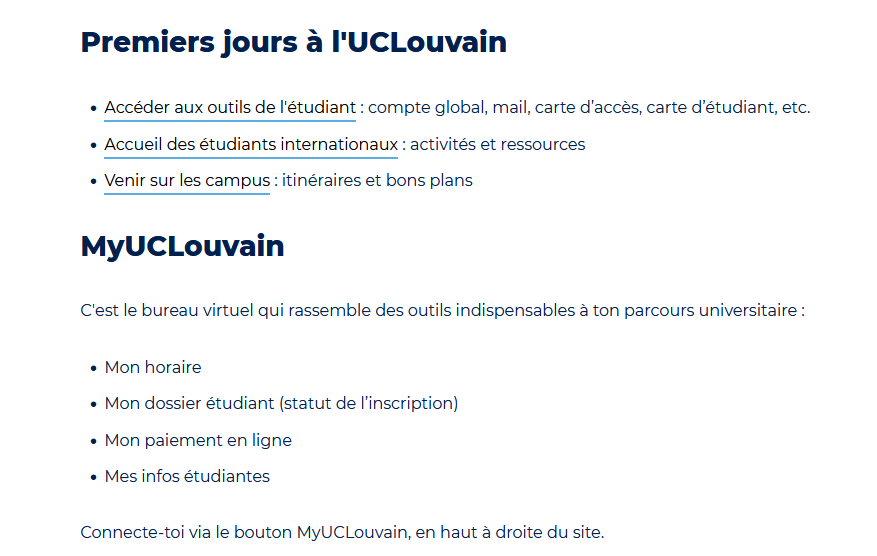 Premiers jours à l'UCLouvain
• Accéder aux outils de l'étudiant : compte global, mail, carte d’accès, carte d’étudiant, etc.
• Accueil des étudiants internationaux : activités et ressources
• Venir sur les campus : itinéraires et bons plans
MyUCLouvain
C'est le bureau virtuel qui rassemble des outils indispensables à ton parcours universitaire :
• Mon horaire
• Mon dossier étudiant (statut de l’inscription)
• Mon paiement en ligne
• Mes infos étudiantes
Connecte-toi via le bouton MyUCLouvain, en haut à droite du site.